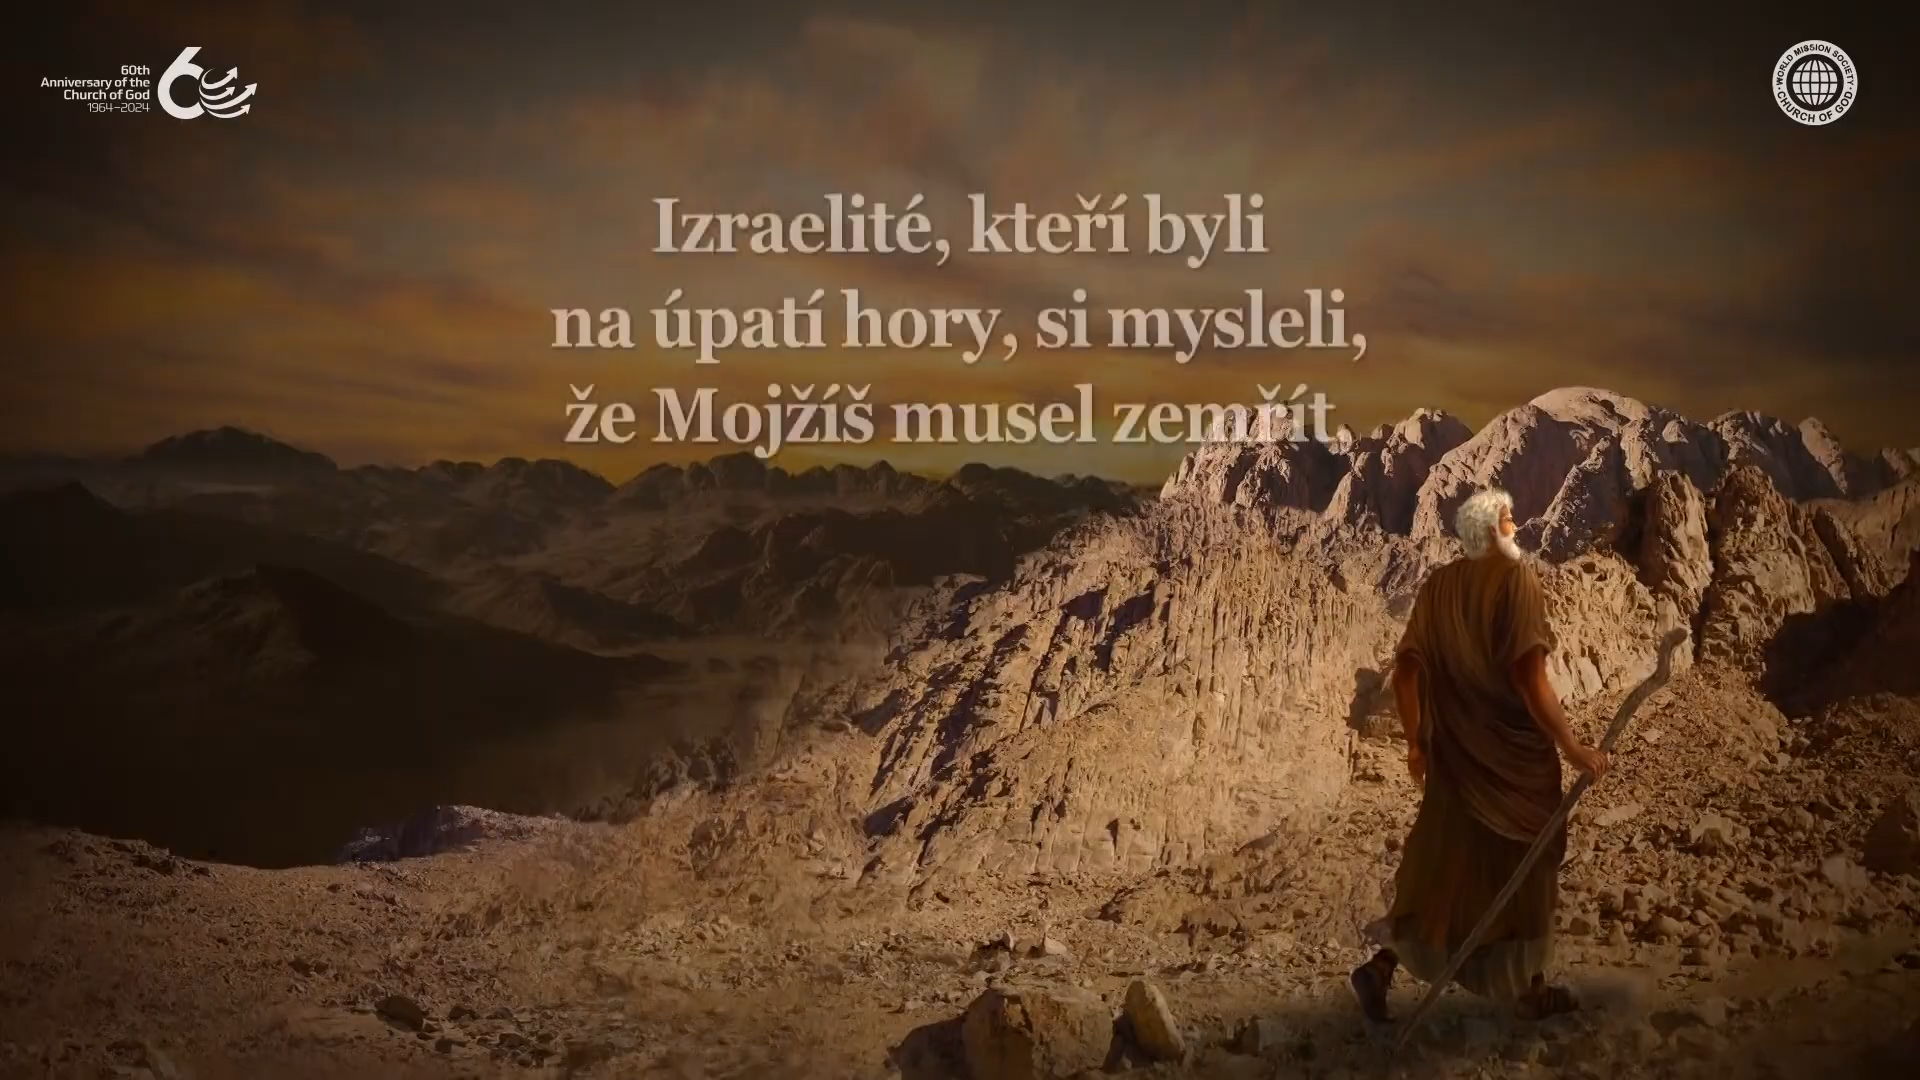 60th
Anniversary of the
Church of God
1964–2024
WORLD MISSION SOCIETY
CHURCH OF GOD
Izraelité, kteří byli
na úpatí hory, si mysleli,
že Mojžíš musel zemřít.